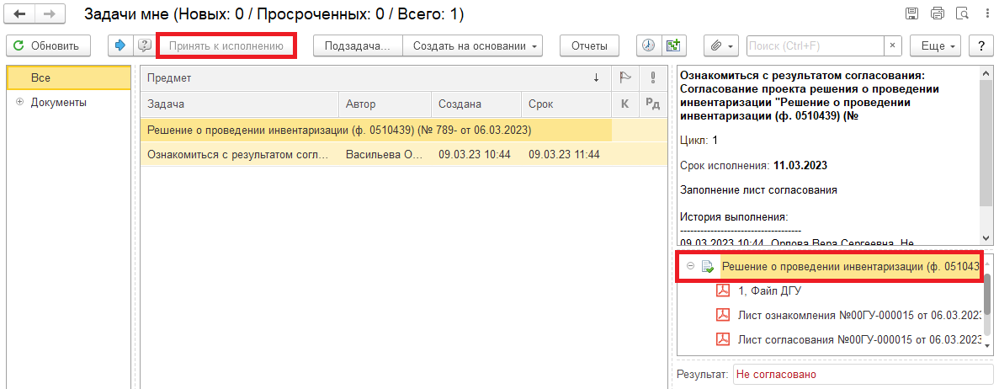 Задачи мне (Новых: 0 / Просроченных: 0 / Всего: 1)
Обновить
Принять к исполнению
Подзадача...
Создать на основании
Отчеты
Поиск (Ctrl+F)
×
Еще
?
Все
Документы
Предмет
Задача Автор Создана Срок К Рд
Решение о проведении инвентаризации (ф. 0510439) (№ 789- от 06.03.2023)
Ознакомиться с результатом согл... Васильева О... 09.03.23 10:44 09.03.23 11:44
Ознакомиться с результатом согласования:
Согласование проекта решения о проведении
инвентаризации "Решение о проведении
инвентаризации (ф. 0510439) (№
Цикл: 1
Срок исполнения: 11.03.2023
Заполнение лист согласования
История выполнения:
------------------------------------
09.03.2023 10:44, Орлова Вера Сергеевна, Не
Решение о проведении инвентаризации (ф. 051043
1, Файл ДГУ
Лист ознакомления №00ГУ-000015 от 06.03.202
Лист согласования №00ГУ-000015 от 06.03.2023
Результат: Не согласовано